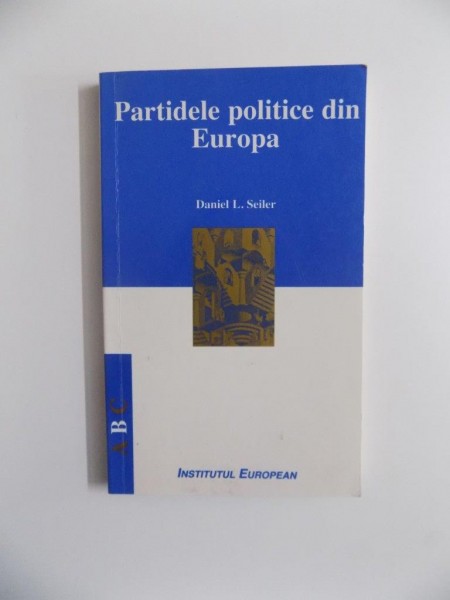 Partidele politice din
Europa
Daniel L. Seiler
ABC
INSTITUTUL EUROPEAN